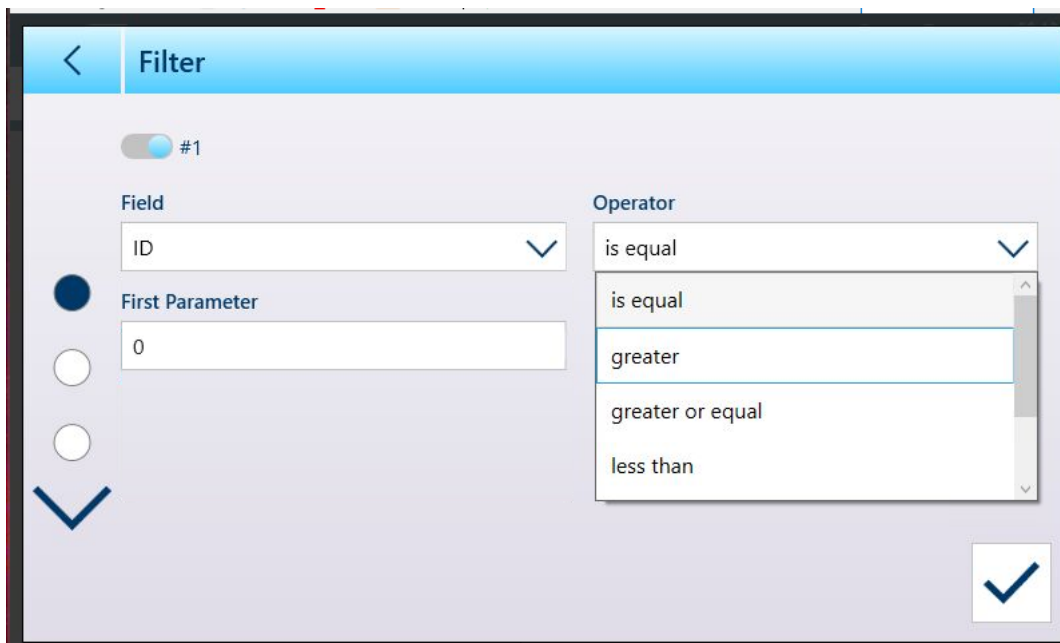 Filter
#1
Field
Operator
ID
is equal
First Parameter
0
is equal
greater
greater or equal
less than